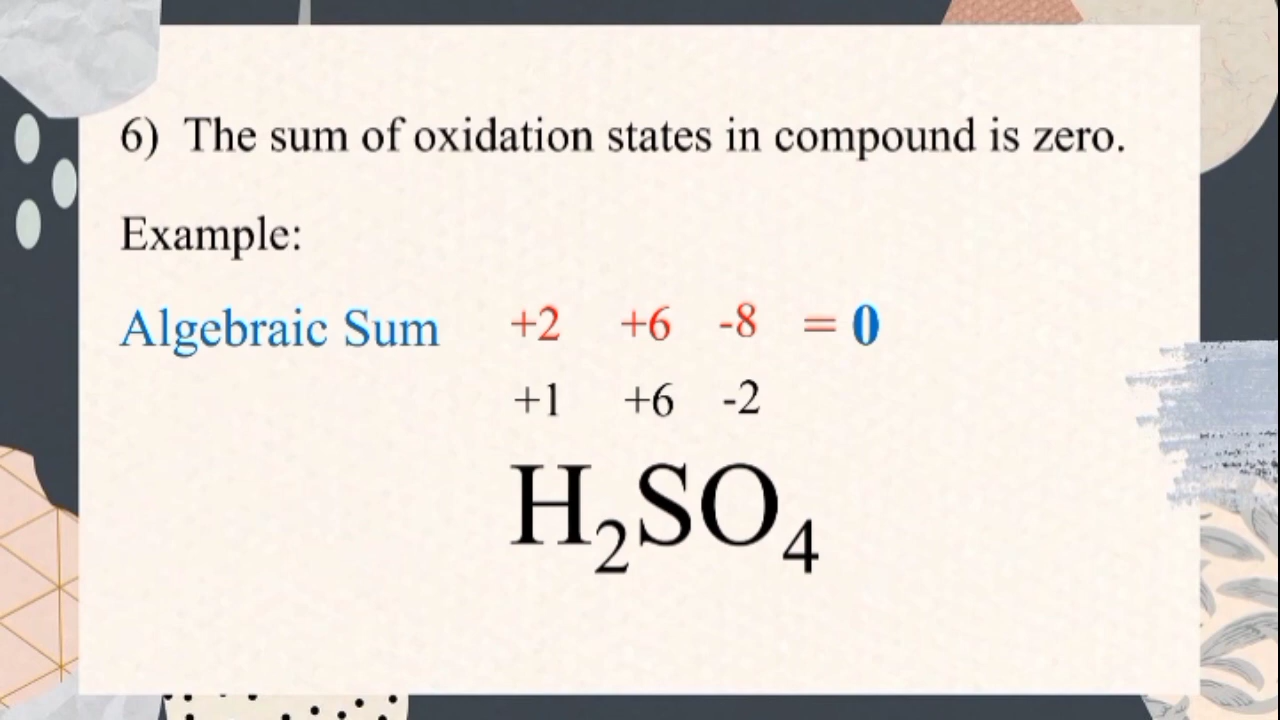 6) The sum of oxidation states in compound is zero.
Example:
Algebraic Sum +2 +6 -8 = 0
+1 +6 -2
H₂SO₄